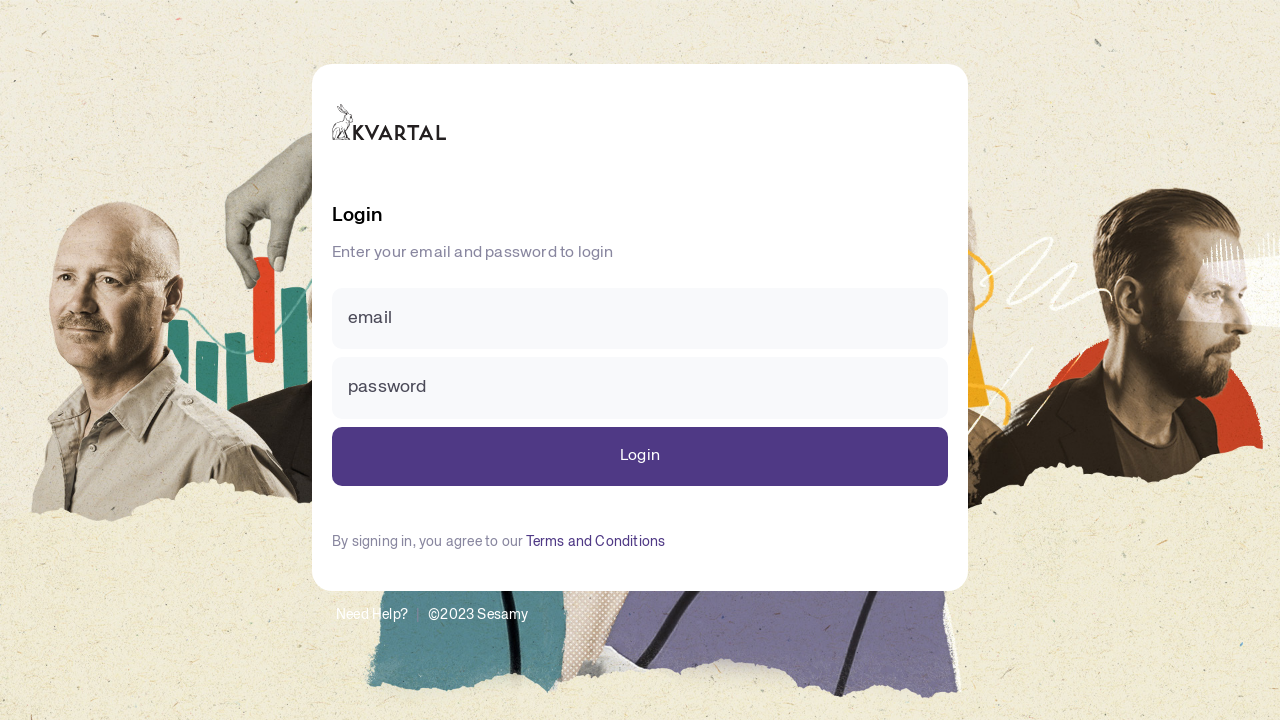 KVARTAL
Login
Enter your email and password to login
email
password
Login
By signing in, you agree to our Terms and Conditions
Need Help? | ©2023 Sesamy